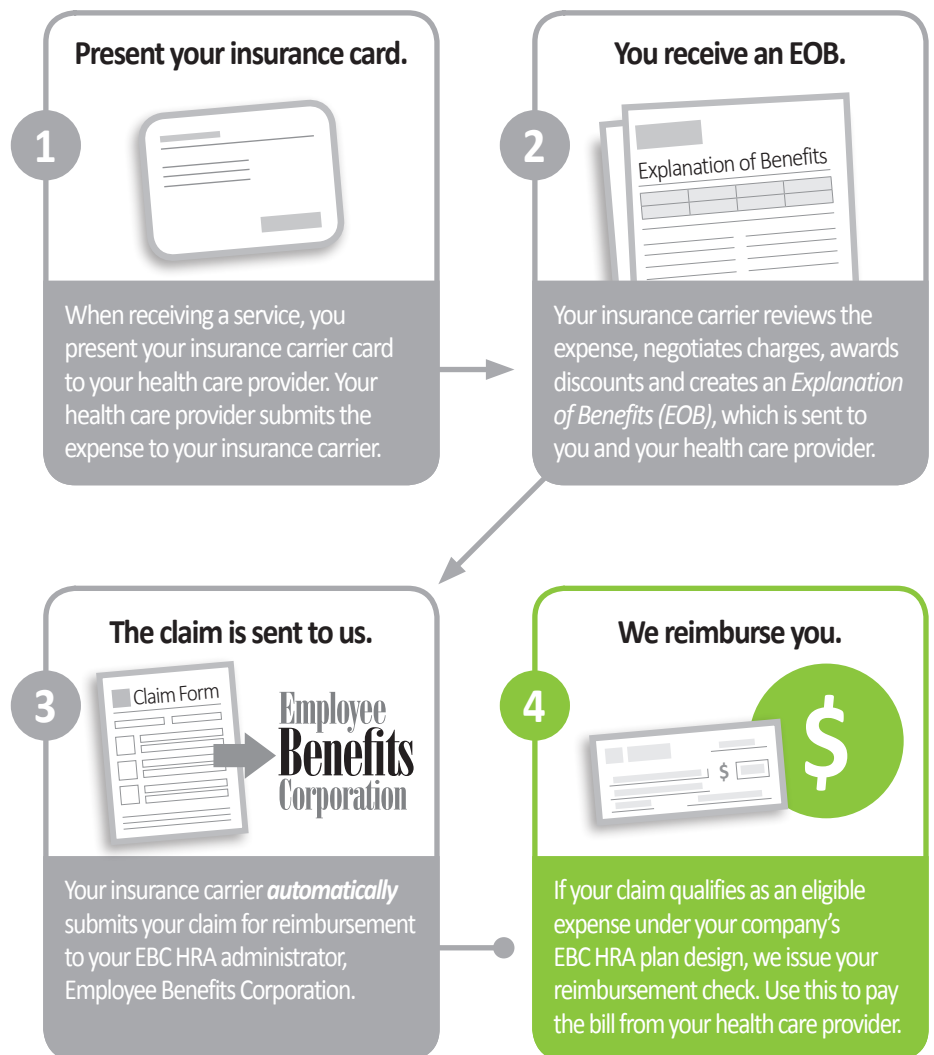 Present your insurance card.
1
When receiving a service, you
present your insurance carrier card
to your health care provider. Your
health care provider submits the
expense to your insurance carrier.
You receive an EOB.
2
Explanation of Benefits
Your insurance carrier reviews the
expense, negotiates charges, awards
discounts and creates an Explanation
of Benefits (EOB), which is sent to
you and your health care provider.
The claim is sent to us.
3
Claim Form
Employee
Benefits
Corporation
Your insurance carrier automatically
submits your claim for reimbursement
to your EBC HRA administrator,
Employee Benefits Corporation.
We reimburse you.
4
$
$
If your claim qualifies as an eligible
expense under your company’s
EBC HRA plan design, we issue your
reimbursement check. Use this to pay
the bill from your health care provider.